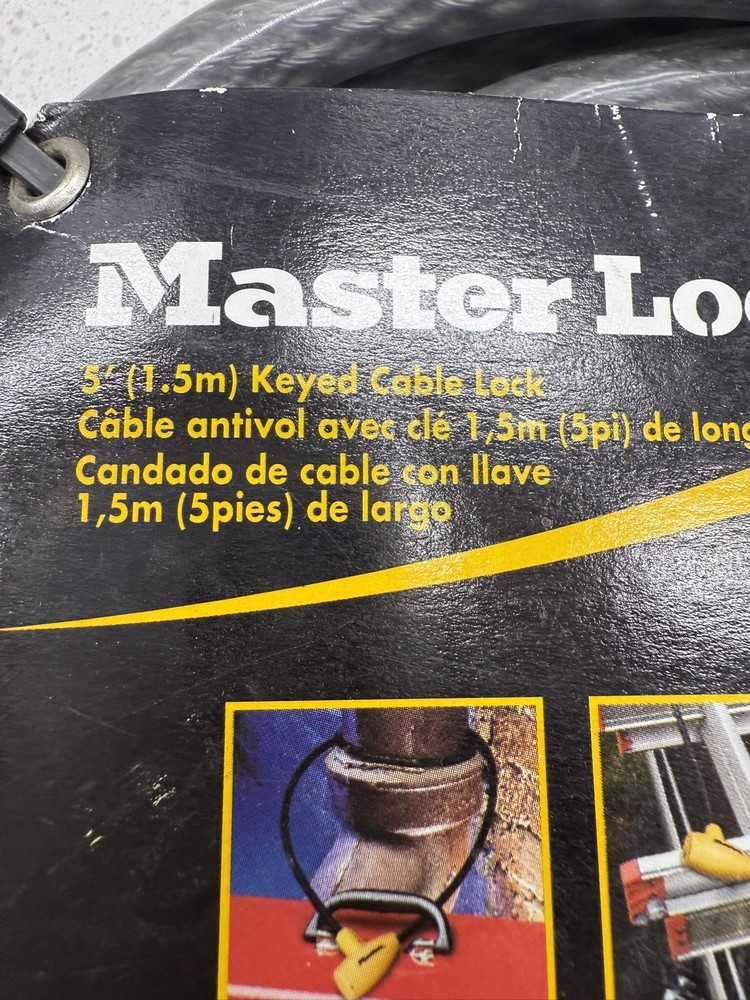 Master Loc
5' (1.5m) Keyed Cable Lock
Câble antivol avec clé 1,5m (5pi) de long
Candado de cable con llave
1,5m (5pies) de largo